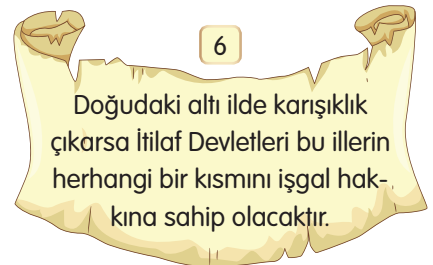 6
Doğudaki altı ilde karışıklık
çıkarsa İtilaf Devletleri bu illerin
herhangi bir kısmını işgal hak-
kına sahip olacaktır.